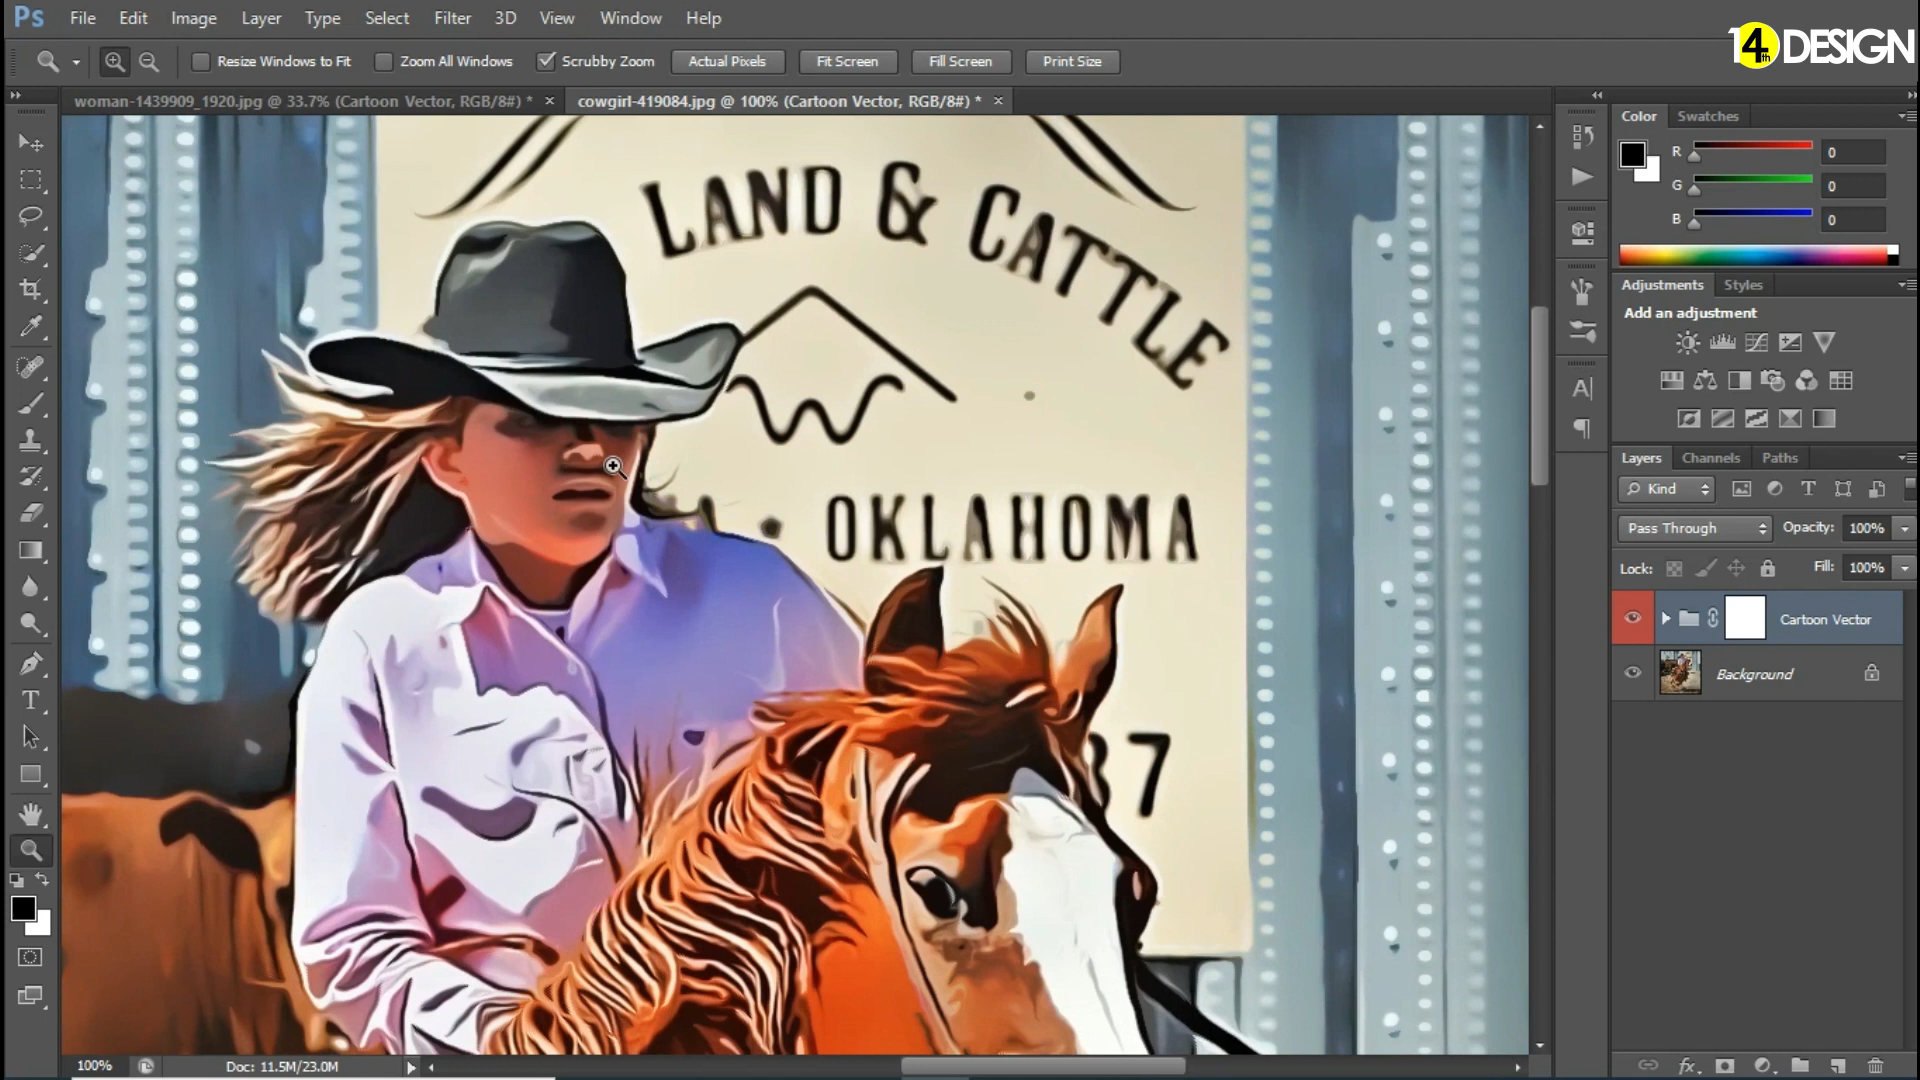 Ps File Edit Image Layer Type Select Filter 3D View Window Help
14th DESIGN
Resize Windows to Fit Zoom All Windows Scrubby Zoom Actual Pixels Fit Screen Fill Screen Print Size
woman-1439909_1920.jpg @ 33.7% (Cartoon Vector, RGB/8#) * × cowgirl-419084.jpg @ 100% (Cartoon Vector, RGB/8#) * ×
Color Swatches
R 0
G 0
B 0
Adjustments Styles
Add an adjustment
Layers Channels Paths
Kind
Pass Through Opacity: 100%
Lock: Fill: 100%
Cartoon Vector
Background
LAND & CATTLE
W
OKLAHOMA
87
100% Doc: 11.5M/23.0M